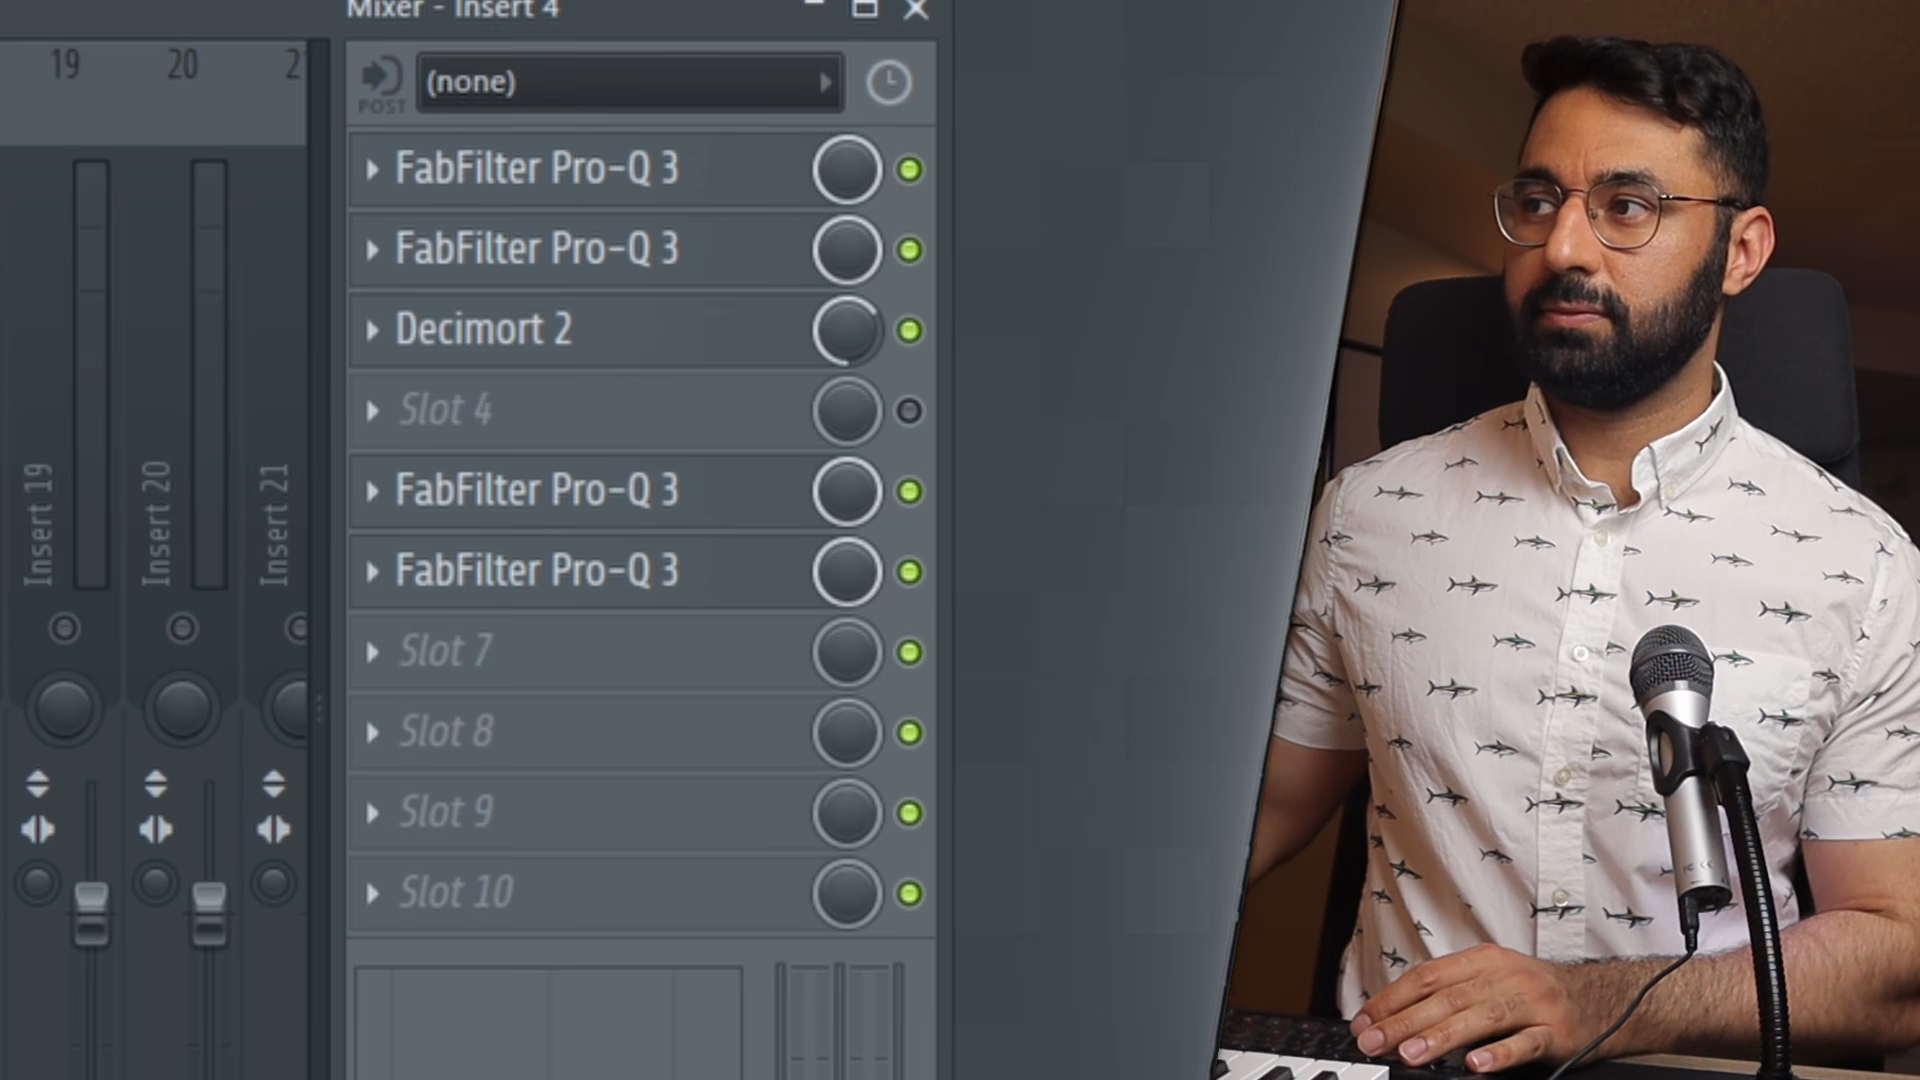 Mixer - Insert 4
19
20
POST
(none)
FabFilter Pro-Q 3
FabFilter Pro-Q 3
Decimort 2
Slot 4
FabFilter Pro-Q 3
FabFilter Pro-Q 3
Slot 7
Slot 8
Slot 9
Slot 10
Insert 19
Insert 20
Insert 21